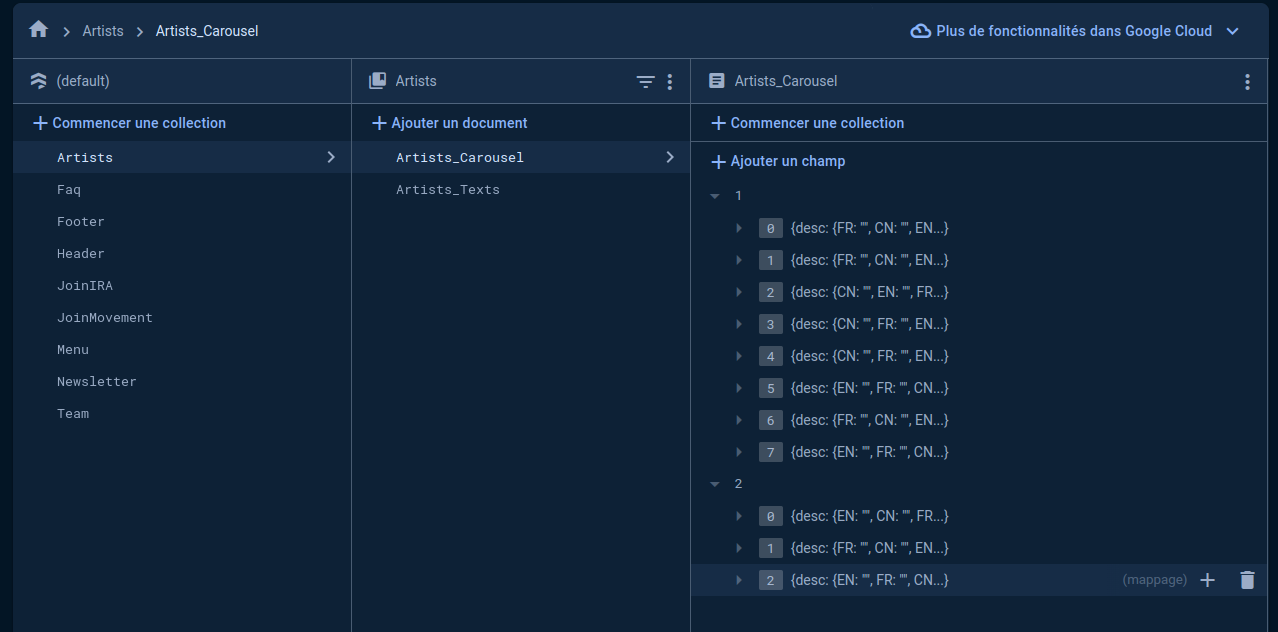 Artists > Artists_Carousel
Plus de fonctionnalités dans Google Cloud
(default)
Artists
Artists_Carousel
+ Commencer une collection
+ Ajouter un document
+ Commencer une collection
Artists
Faq
Footer
Header
JoinIRA
JoinMovement
Menu
Newsletter
Team
Artists_Carousel
Artists_Texts
+ Ajouter un champ
1
0 {desc: {FR: "", CN: "", EN...}
1 {desc: {FR: "", CN: "", EN...}
2 {desc: {CN: "", EN: "", FR...}
3 {desc: {CN: "", FR: "", EN...}
4 {desc: {CN: "", FR: "", EN...}
5 {desc: {EN: "", FR: "", CN...}
6 {desc: {FR: "", CN: "", EN...}
7 {desc: {EN: "", FR: "", CN...}
2
0 {desc: {EN: "", CN: "", FR...}
1 {desc: {FR: "", CN: "", EN...}
2 {desc: {EN: "", FR: "", CN...} (mappage)